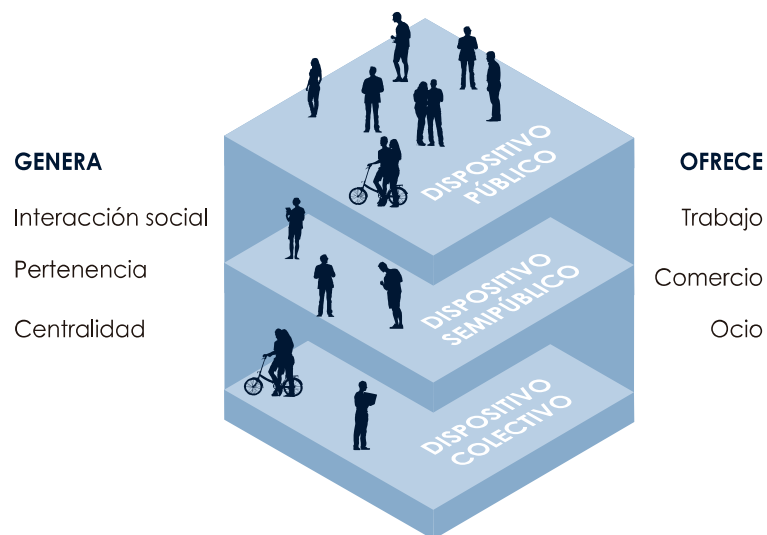 GENERA
Interacción social
Pertenencia
Centralidad
DISPOSITIVO
PÚBLICO
DISPOSITIVO
SEMIPÚBLICO
DISPOSITIVO
COLECTIVO
OFRECE
Trabajo
Comercio
Ocio